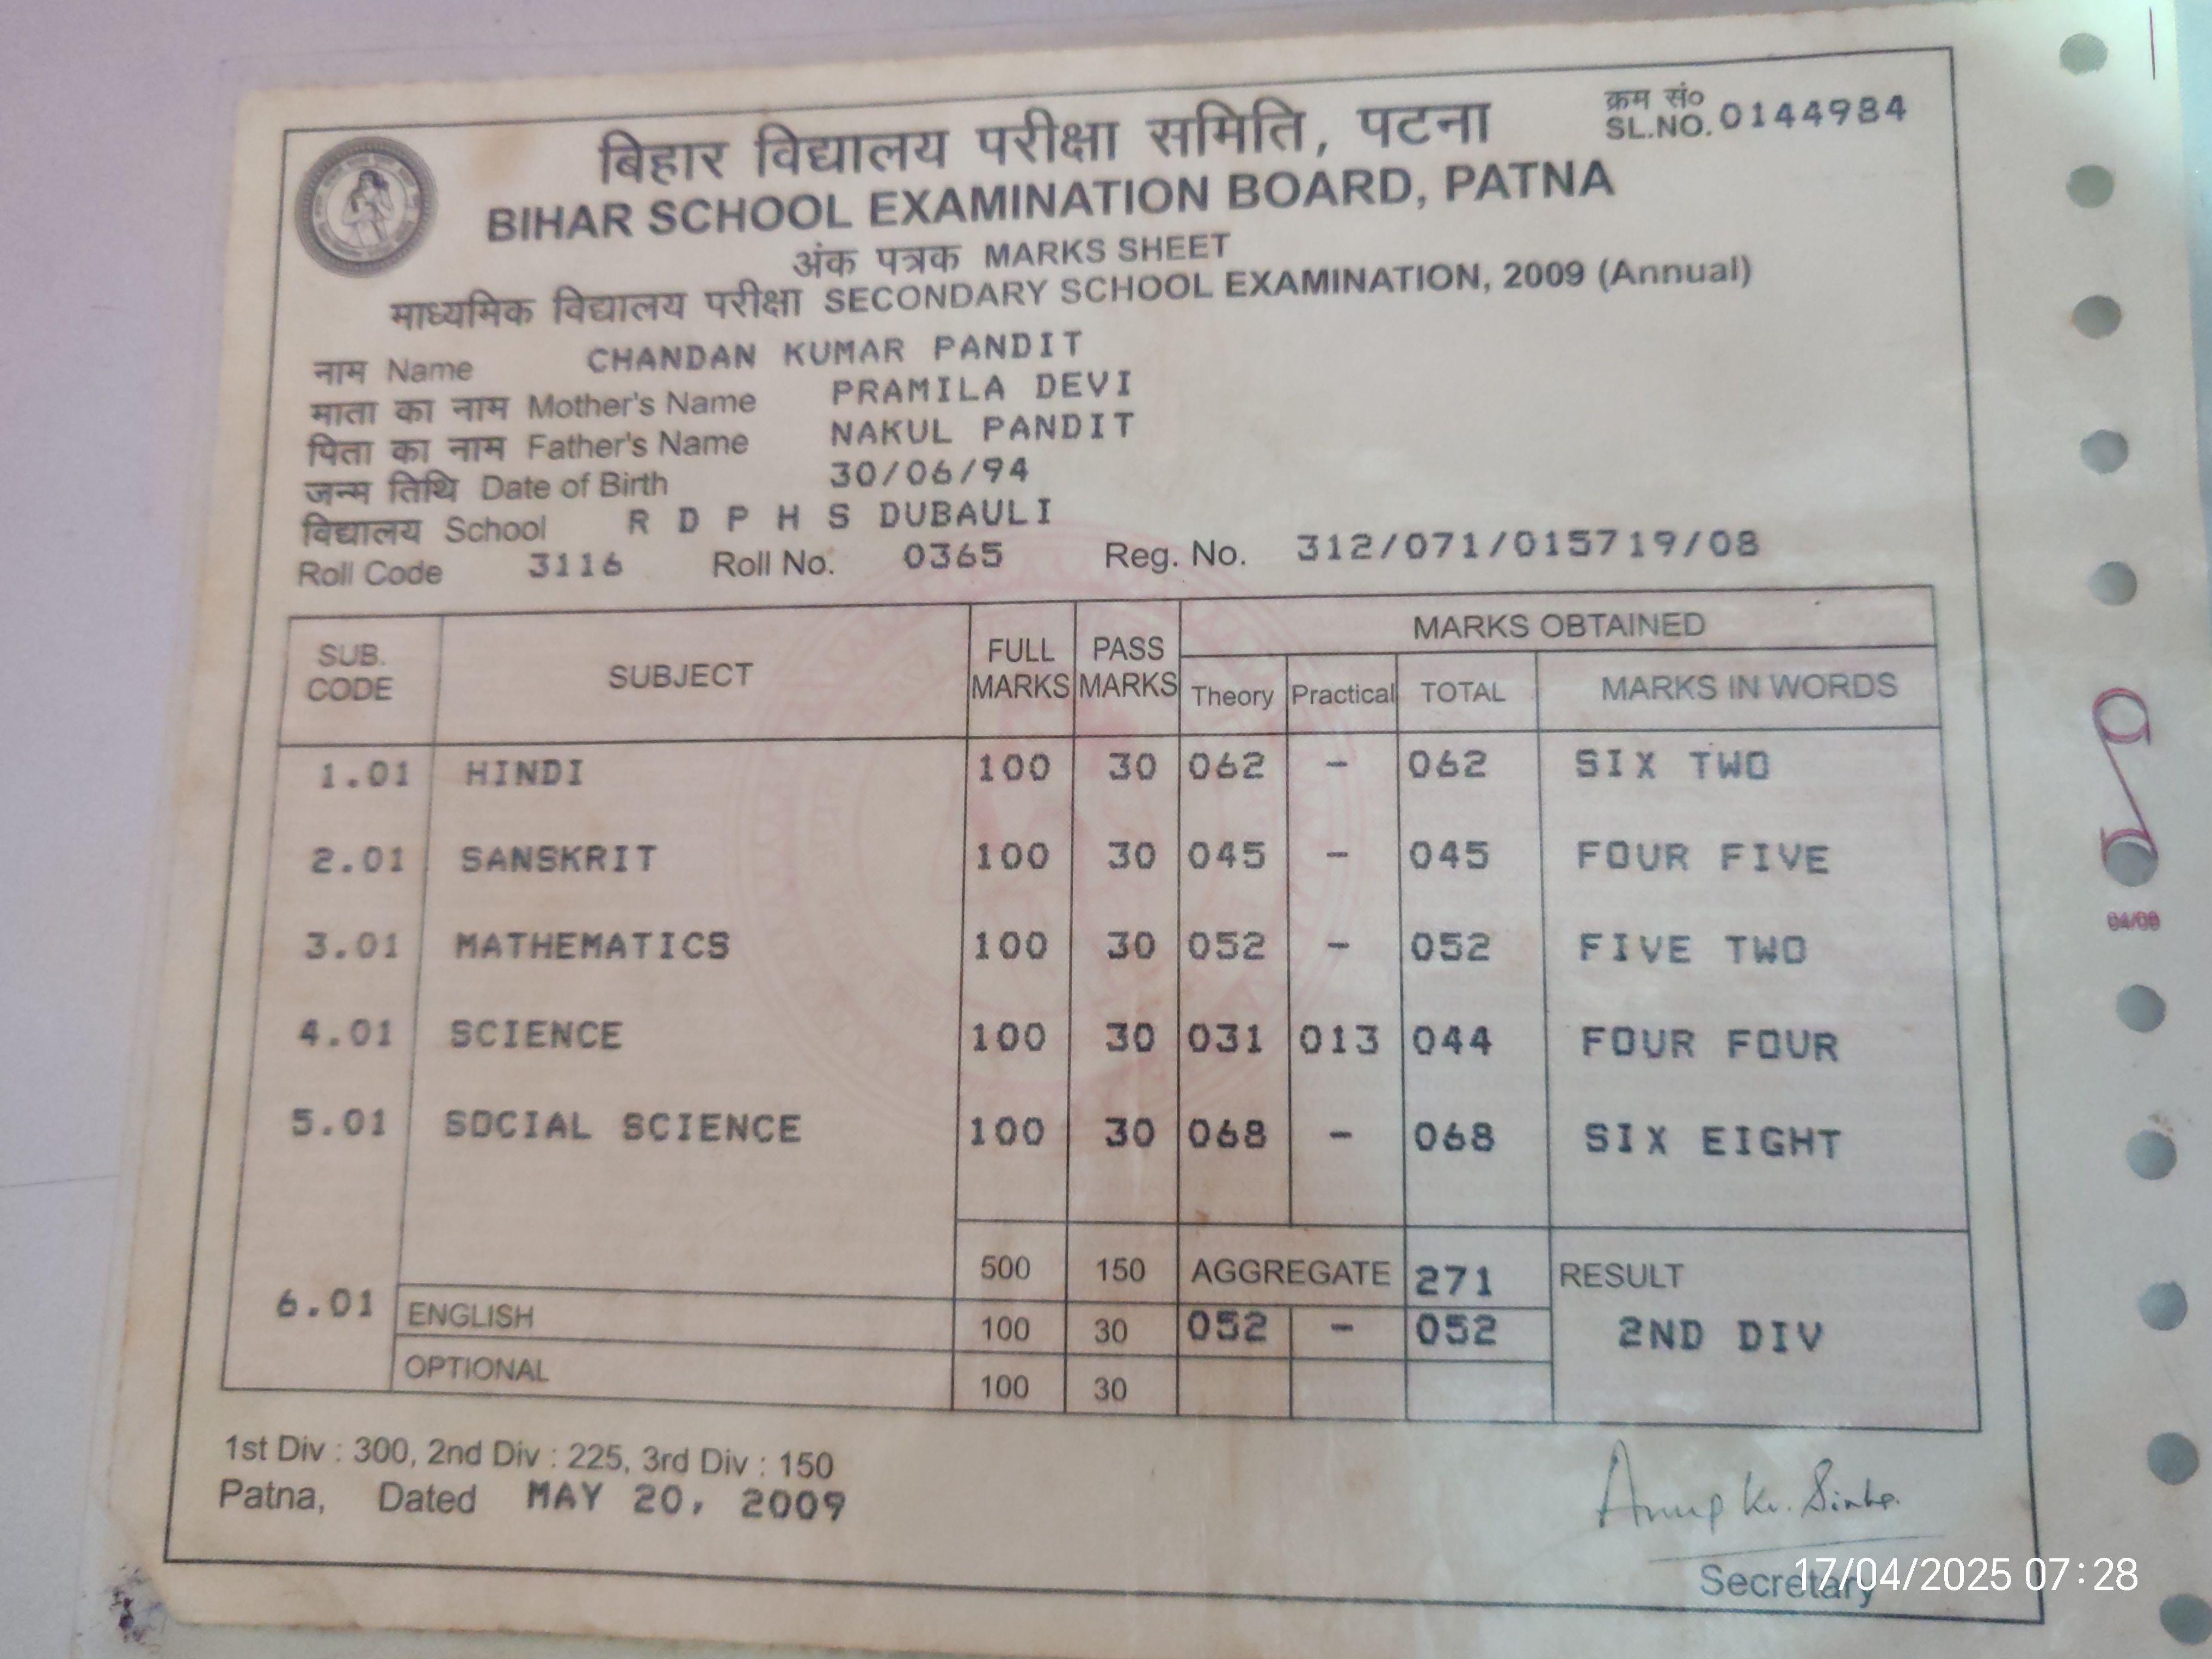 क्रम सं०
SL.NO. 0144984
बिहार विद्यालय परीक्षा समिति, पटना
BIHAR SCHOOL EXAMINATION BOARD, PATNA
अंक पत्रक MARKS SHEET
माध्यमिक विद्यालय परीक्षा SECONDARY SCHOOL EXAMINATION, 2009 (Annual)
नाम Name CHANDAN KUMAR PANDIT
माता का नाम Mother's Name PRAMILA DEVI
पिता का नाम Father's Name NAKUL PANDIT
जन्म तिथि Date of Birth 30/06/94
विद्यालय School R D P H S DUBAULI
Roll Code 3116 Roll No. 0365 Reg. No. 312/071/015719/08
SUB. CODE SUBJECT FULL MARKS PASS MARKS MARKS OBTAINED
Theory Practical TOTAL MARKS IN WORDS
1.01 HINDI 100 30 062 - 062 SIX TWO
2.01 SANSKRIT 100 30 045 - 045 FOUR FIVE
3.01 MATHEMATICS 100 30 052 - 052 FIVE TWO
4.01 SCIENCE 100 30 031 013 044 FOUR FOUR
5.01 SOCIAL SCIENCE 100 30 068 - 068 SIX EIGHT
500 150 AGGREGATE 271 RESULT
6.01 ENGLISH 100 30 052 - 052 2ND DIV
OPTIONAL 100 30
1st Div : 300, 2nd Div : 225, 3rd Div : 150
Patna, Dated MAY 20, 2009
Anup Kr. Sinha
Secretary
17/04/2025 07:28
04/09